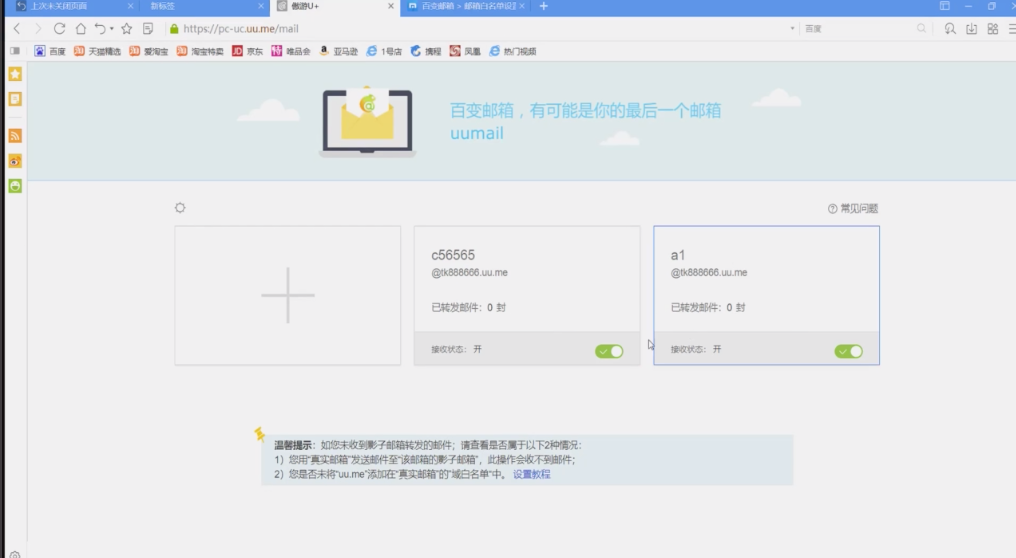 上次未关闭页面
新标签
傲游U+
百变邮箱 > 邮箱白名单设
https://pc-uc.uu.me/mail
百度
百度
天猫精选
爱淘宝
淘宝特卖
京东
唯品会
亚马逊
1号店
携程
凤凰
热门视频
百变邮箱，有可能是你的最后一个邮箱
uumail
常见问题
c56565
@tk888666.uu.me
已转发邮件：0 封
接收状态： 开
a1
@tk888666.uu.me
已转发邮件：0 封
接收状态： 开
温馨提示：如您未收到影子邮箱转发的邮件；请查看是否属于以下2种情况：
1）您用“真实邮箱”发送邮件至“该邮箱的影子邮箱”，此操作会收不到邮件；
2）您是否未将“uu.me”添加在“真实邮箱”的“域白名单”中。 设置教程